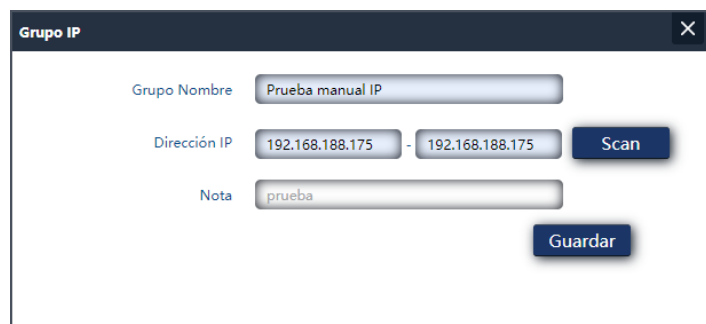 Grupo IP
Grupo Nombre Prueba manual IP
Dirección IP 192.168.188.175 - 192.168.188.175 Scan
Nota prueba
Guardar